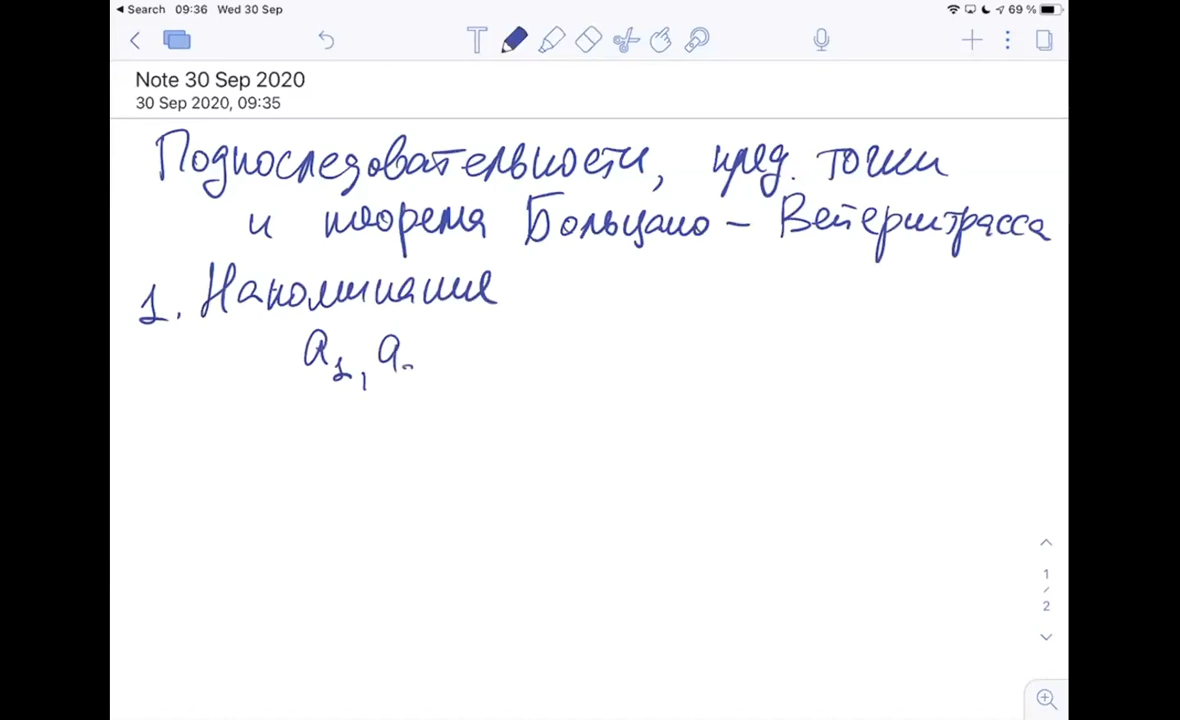 Search 09:36 Wed 30 Sep 69 %
Note 30 Sep 2020
30 Sep 2020, 09:35
Подпоследовательности, пред. точки
и теорема Больцано – Вейерштрасса
1. Напоминание
a₁, a
1
/
2